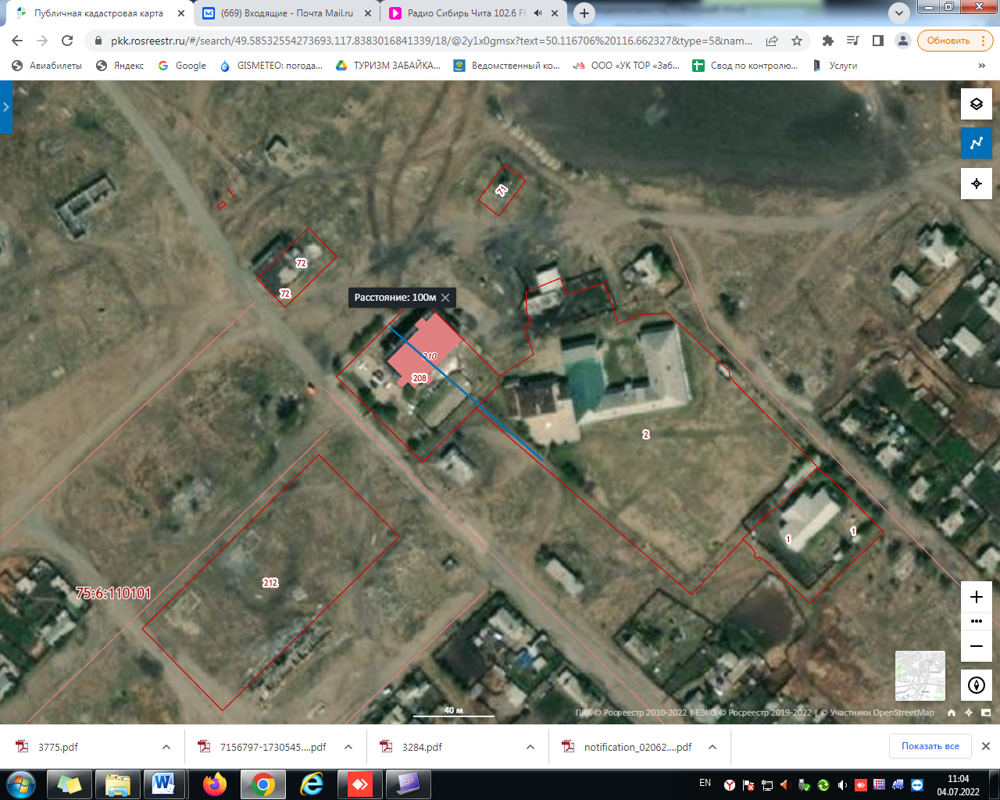 Публичная кадастровая карта
(669) Входящие - Почта Mail.ru
Радио Сибирь Чита 102.6 F
pkk.rosreestr.ru/#/search/49.58532554273693,117.8383016841339/18/@2y1x0gmsx?text=50.116706%20116.662327&type=5&nam...
Обновить
Авиабилеты
Яндекс
Google
GISMETEO: погода...
ТУРИЗМ ЗАБАЙКА...
Ведомственный ко...
ООО «УК ТОР «Заб...
Свод по контролю...
Услуги
»
71
72
72
Расстояние: 100м
210
208
2
1
1
212
75:6:110101
40 м
ПКК © Росреестр 2010-2022 | ЕЭКО © Росреестр 2019-2022 | © Участники OpenStreetMap
3775.pdf
7156797-1730545....pdf
3284.pdf
notification_02062....pdf
Показать все
EN
11:04
04.07.2022